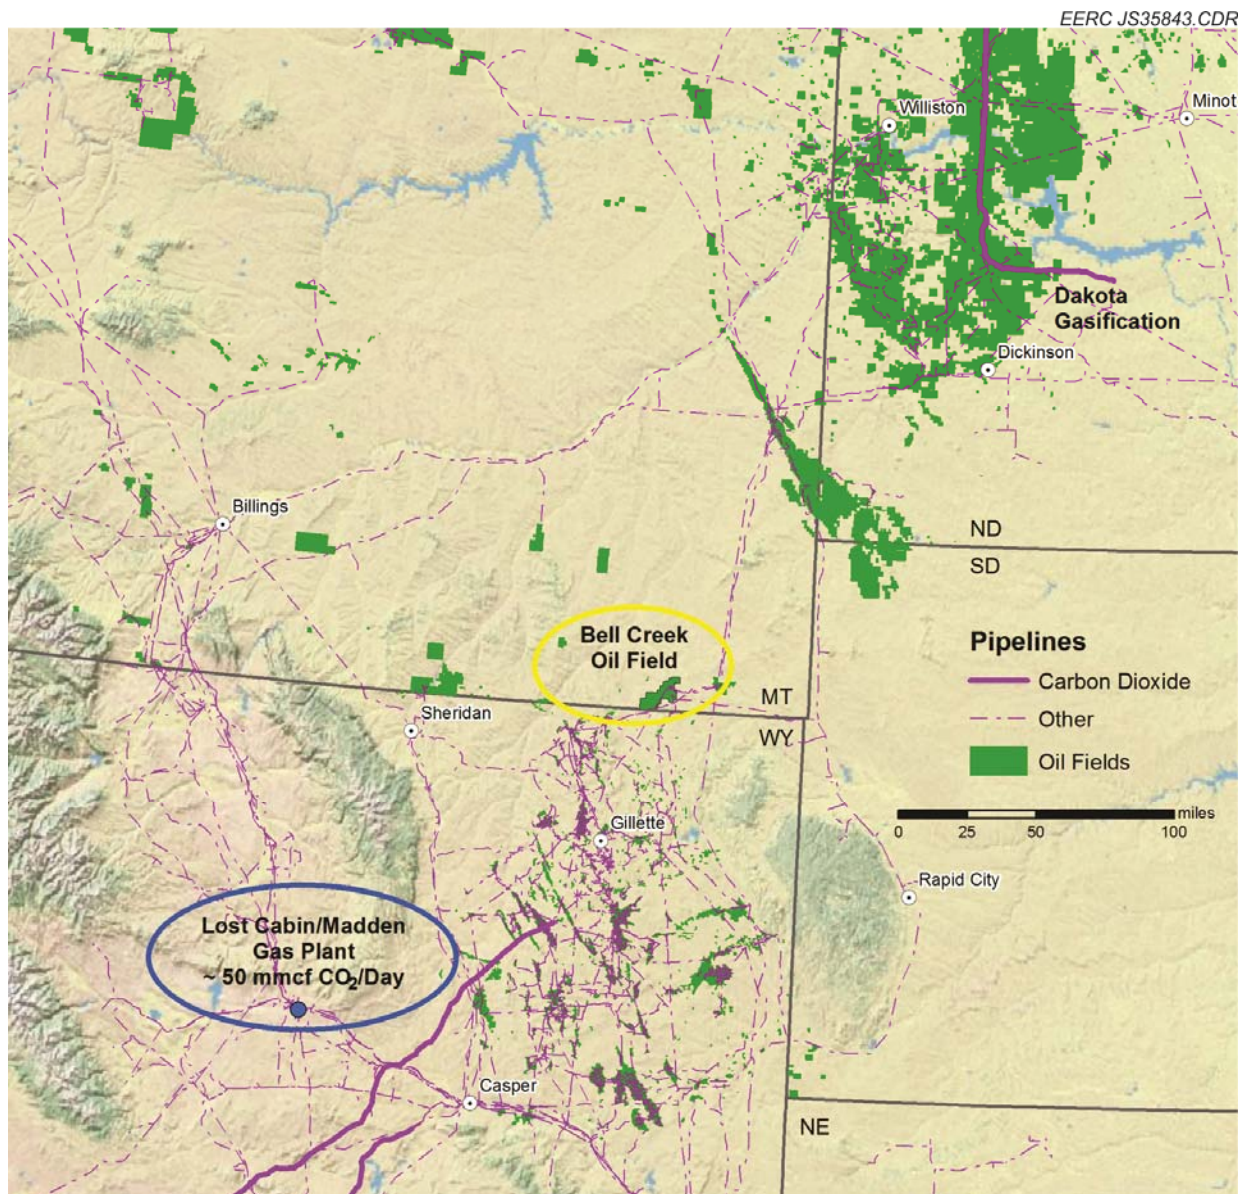 EERC JS35843.CDR
Williston
Minot
Dakota
Gasification
Dickinson
Billings
ND
SD
Bell Creek
Oil Field
MT
WY
Sheridan
Pipelines
Carbon Dioxide
Other
Oil Fields
miles
0 25 50 100
Gillette
Rapid City
Lost Cabin/Madden
Gas Plant
~ 50 mmcf CO₂/Day
Casper
NE